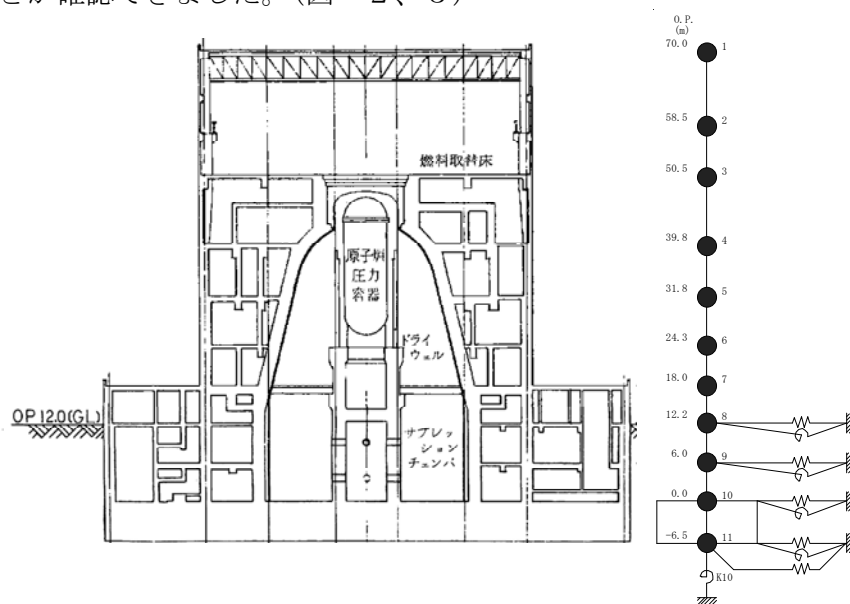 とが確認できました。(図－2、3)
燃料取替床
原子炉
圧力
容器
ドライ
ウェル
OP12.0(GL)
サプレッ
ション
チェンバ
O.P.
(m)
70.0 1
58.5 2
50.5 3
39.8 4
31.8 5
24.3 6
18.0 7
12.2 8
6.0 9
0.0 10
-6.5 11
K10